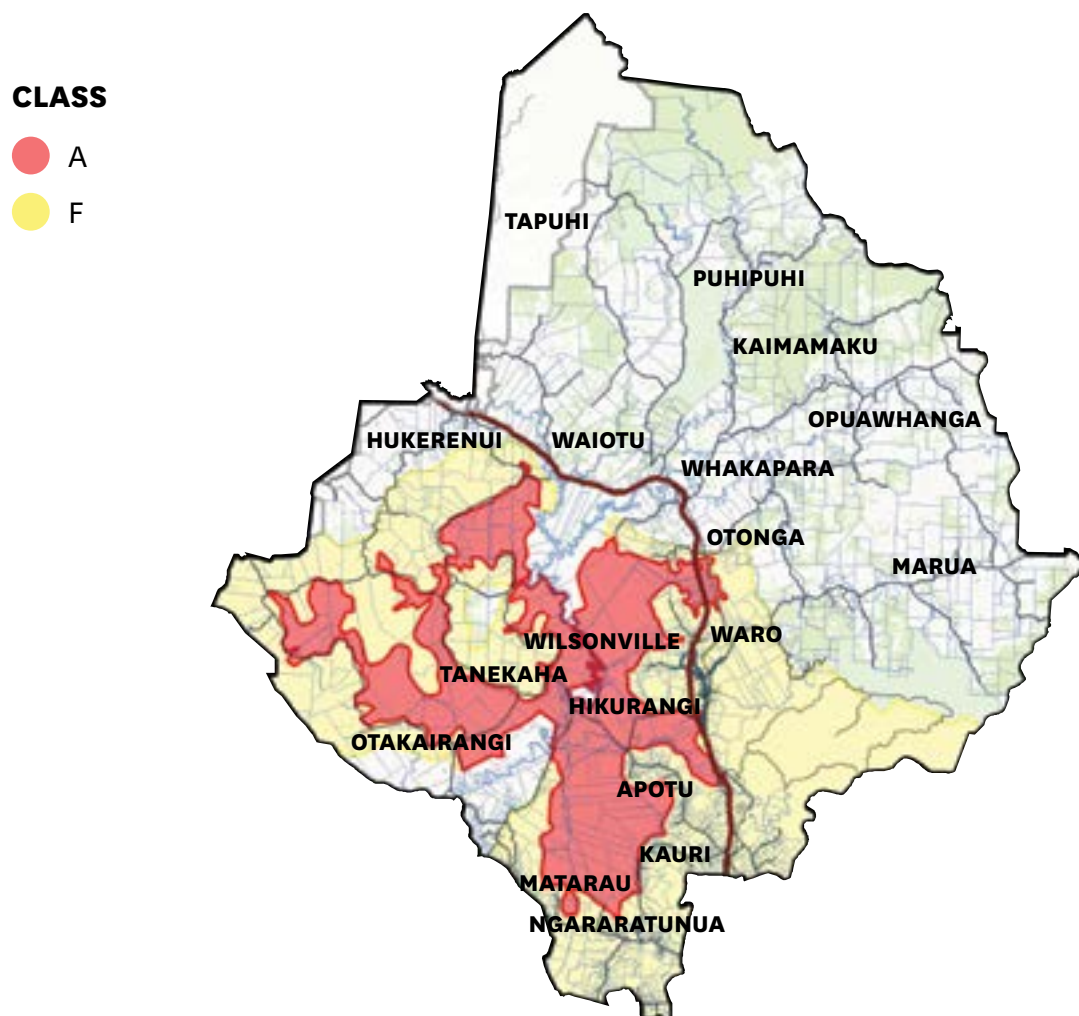 CLASS
A
F
TAPUHI
PUHIPUHI
KAIMAMAKU
OPUAWHANGA
HUKERENUI
WAIOTU
WHAKAPARA
OTONGA
MARUA
WILSONVILLE
WARO
TANEKAHA
HIKURANGI
OTAKAIRANGI
APOTU
KAURI
MATARAU
NGARARATUNUA